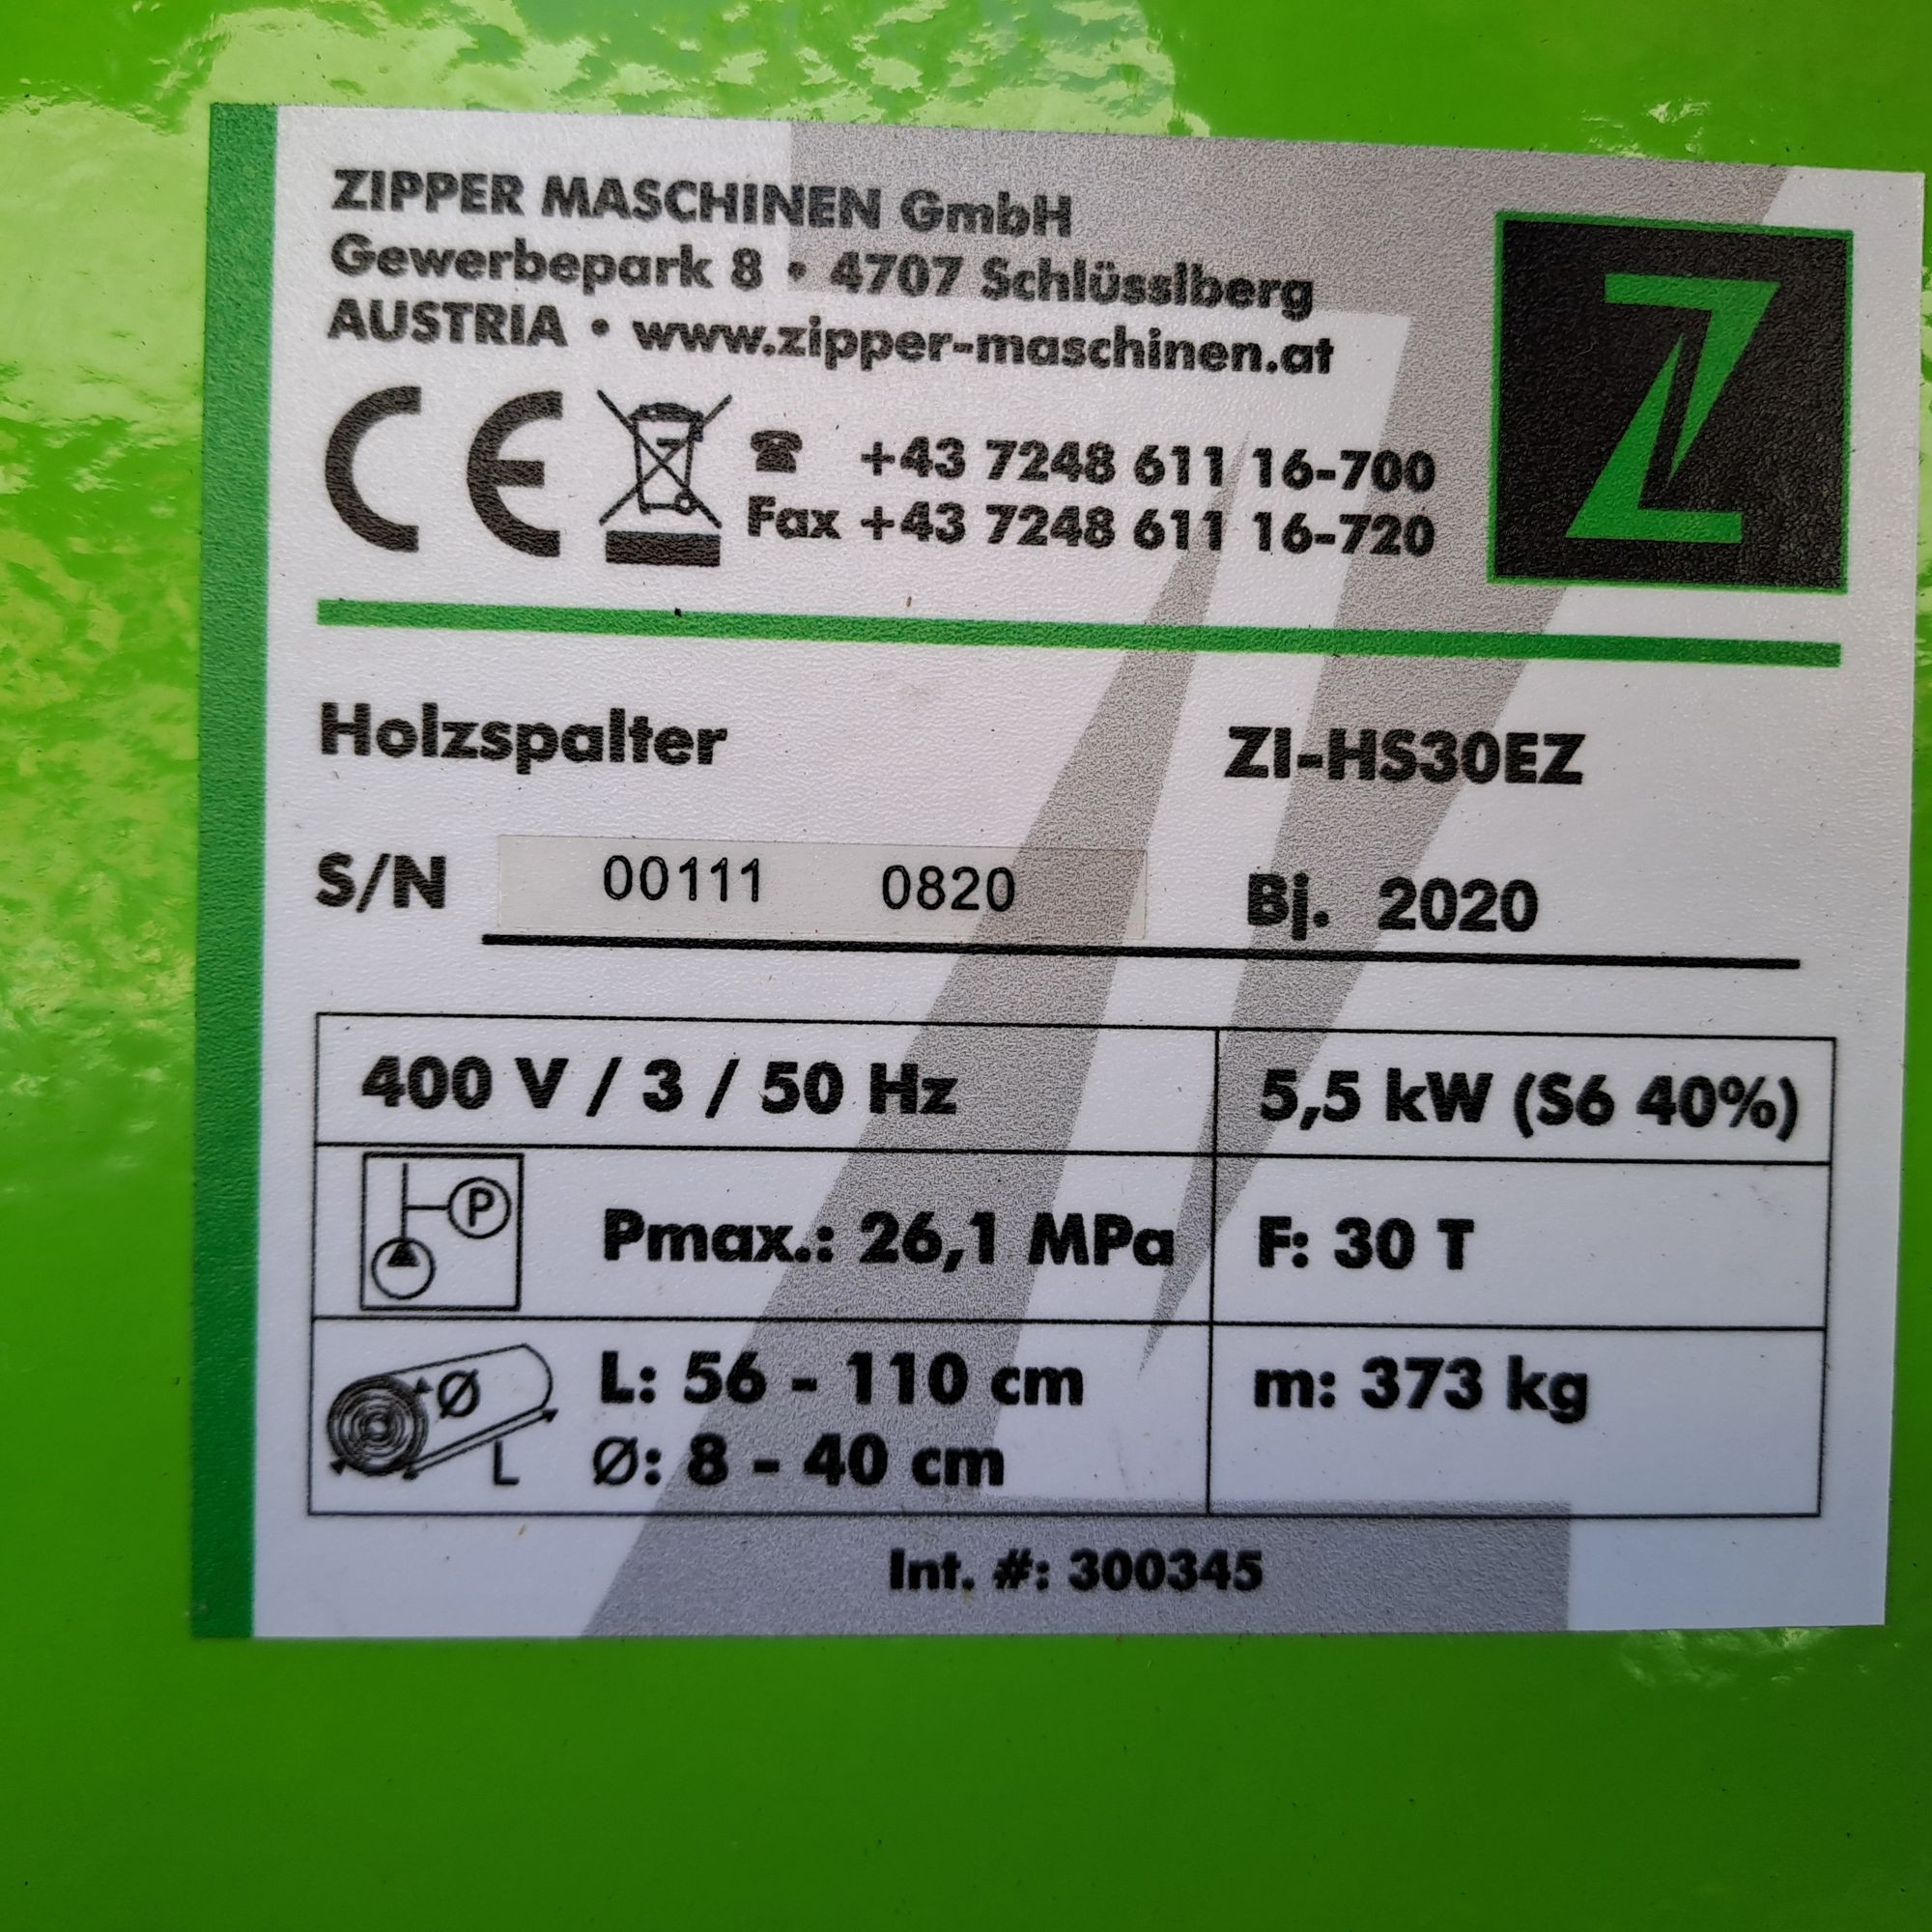 ZIPPER MASCHINEN GmbH
Gewerbepark 8 • 4707 Schlüsslberg
AUSTRIA • www.zipper-maschinen.at
Z
CE
☎ +43 7248 611 16-700
Fax +43 7248 611 16-720
Holzspalter ZI-HS30EZ
S/N 00111 0820 Bj. 2020
400 V / 3 / 50 Hz 5,5 kW (S6 40%)
P Pmax.: 26,1 MPa F: 30 T
Ø L: 56 - 110 cm m: 373 kg
L Ø: 8 - 40 cm
Int. #: 300345